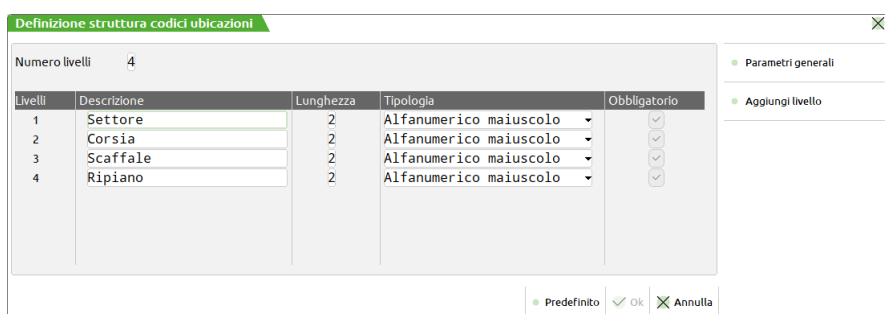 Definizione struttura codici ubicazioni
Numero livelli 4
Parametri generali
Aggiungi livello
Livelli Descrizione Lunghezza Tipologia Obbligatorio
1 Settore 2 Alfanumerico maiuscolo
2 Corsia 2 Alfanumerico maiuscolo
3 Scaffale 2 Alfanumerico maiuscolo
4 Ripiano 2 Alfanumerico maiuscolo
Predefinito Ok Annulla